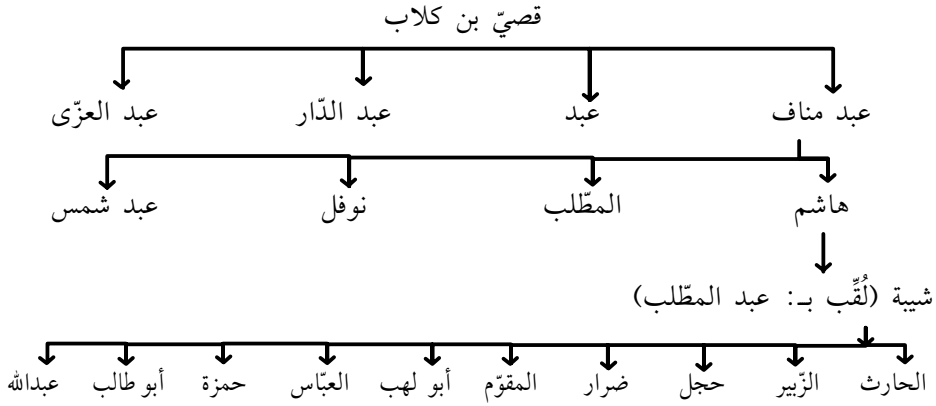 قصيّ بن كلاب
عبد مناف عبد عبد الدّار عبد العزّى
هاشم المطّلب نوفل عبد شمس
شيبة (لُقِّب بـ: عبد المطّلب)
الحارث الزّبير حجل ضرار المقوّم أبو لهب العبّاس حمزة أبو طالب عبدالله